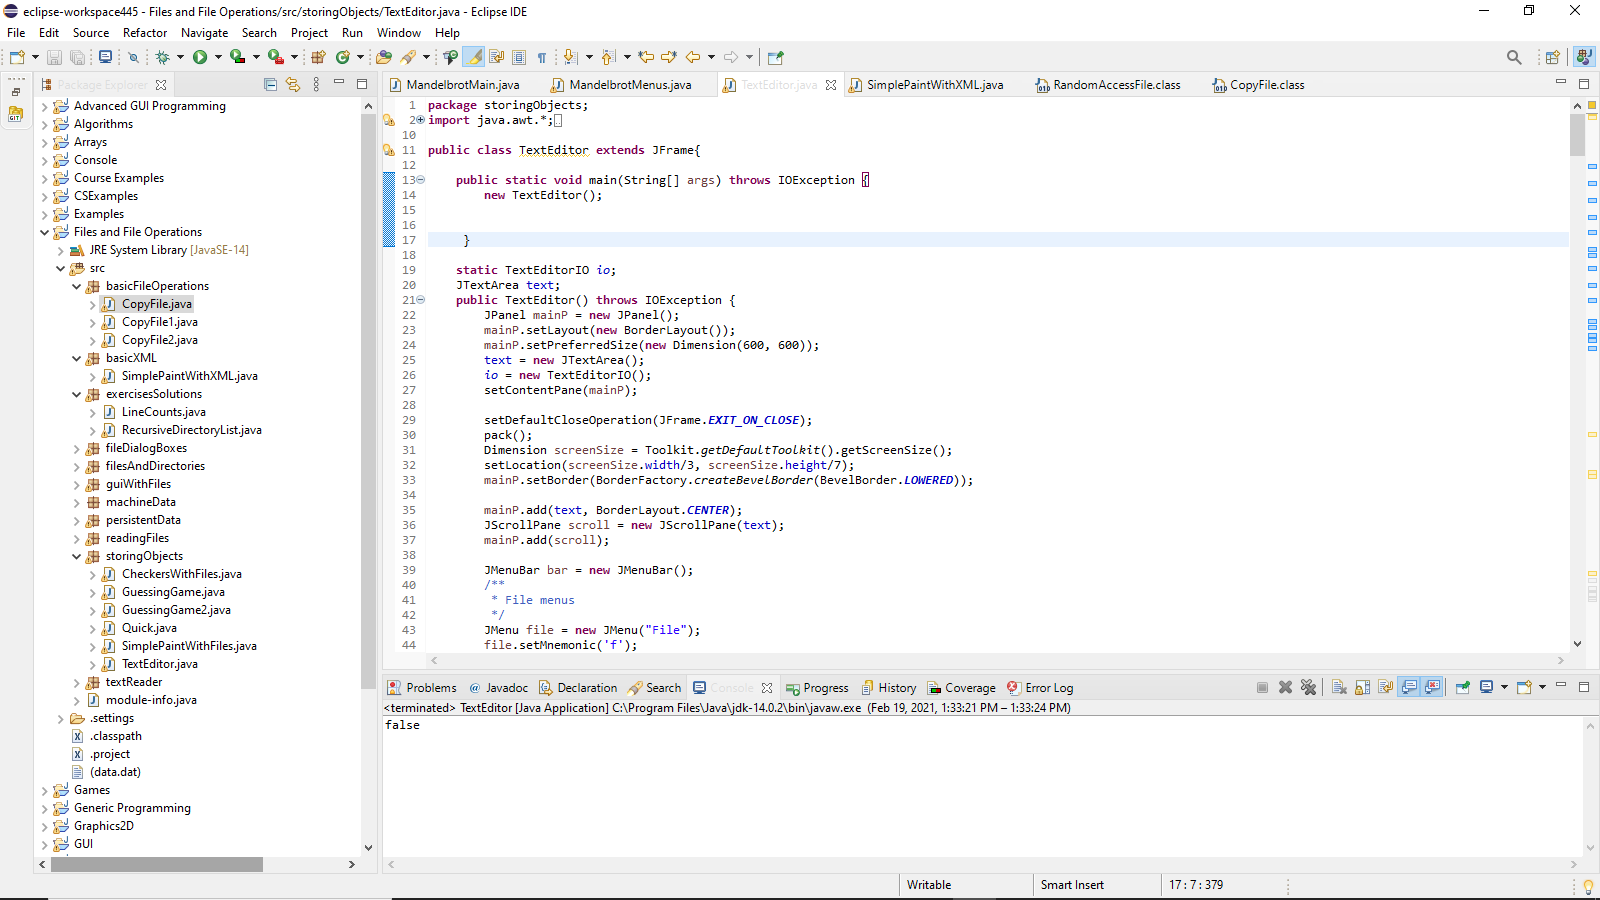 eclipse-workspace445 - Files and File Operations/src/storingObjects/TextEditor.java - Eclipse IDE
File Edit Source Refactor Navigate Search Project Run Window Help
Package Explorer
Advanced GUI Programming
Algorithms
Arrays
Console
Course Examples
CSExamples
Examples
Files and File Operations
JRE System Library [JavaSE-14]
src
basicFileOperations
CopyFile.java
CopyFile1.java
CopyFile2.java
basicXML
SimplePaintWithXML.java
exercisesSolutions
LineCounts.java
RecursiveDirectoryList.java
fileDialogBoxes
filesAndDirectories
guiWithFiles
machineData
persistentData
readingFiles
storingObjects
CheckersWithFiles.java
GuessingGame.java
GuessingGame2.java
Quick.java
SimplePaintWithFiles.java
TextEditor.java
textReader
module-info.java
.settings
.classpath
.project
(data.dat)
Games
Generic Programming
Graphics2D
GUI
GIT
MandelbrotMain.java MandelbrotMenus.java TextEditor.java SimplePaintWithXML.java RandomAccessFile.class CopyFile.class
1 package storingObjects;
2 import java.awt.*;
10
11 public class TextEditor extends JFrame{
12
13 public static void main(String[] args) throws IOException {
14 new TextEditor();
15
16
17 }
18
19 static TextEditorIO io;
20 JTextArea text;
21 public TextEditor() throws IOException {
22 JPanel mainP = new JPanel();
23 mainP.setLayout(new BorderLayout());
24 mainP.setPreferredSize(new Dimension(600, 600));
25 text = new JTextArea();
26 io = new TextEditorIO();
27 setContentPane(mainP);
28
29 setDefaultCloseOperation(JFrame.EXIT_ON_CLOSE);
30 pack();
31 Dimension screenSize = Toolkit.getDefaultToolkit().getScreenSize();
32 setLocation(screenSize.width/3, screenSize.height/7);
33 mainP.setBorder(BorderFactory.createBevelBorder(BevelBorder.LOWERED));
34
35 mainP.add(text, BorderLayout.CENTER);
36 JScrollPane scroll = new JScrollPane(text);
37 mainP.add(scroll);
38
39 JMenuBar bar = new JMenuBar();
40 /**
41 * File menus
42 */
43 JMenu file = new JMenu("File");
44 file.setMnemonic('f');
Problems Javadoc Declaration Search Console Progress History Coverage Error Log
<terminated> TextEditor [Java Application] C:\Program Files\Java\jdk-14.0.2\bin\javaw.exe (Feb 19, 2021, 1:33:21 PM – 1:33:24 PM)
false
Writable Smart Insert 17 : 7 : 379